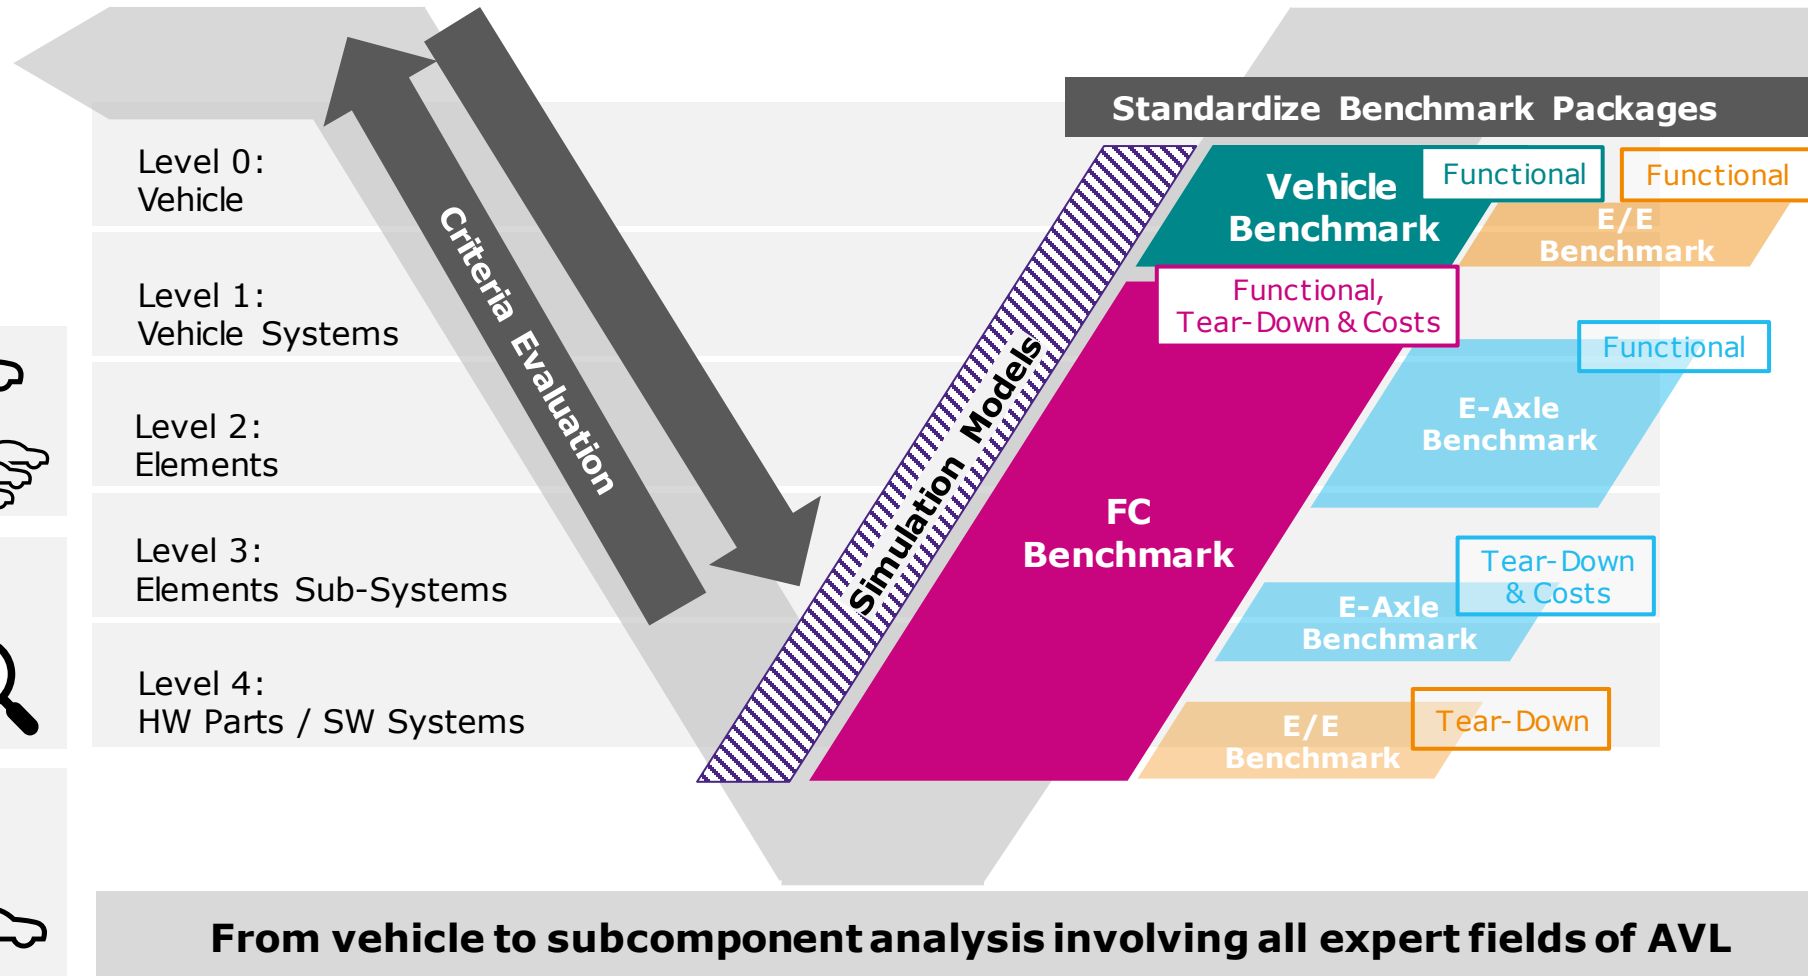 Standardize Benchmark Packages
Level 0:
Vehicle
Level 1:
Vehicle Systems
Level 2:
Elements
Level 3:
Elements Sub-Systems
Level 4:
HW Parts / SW Systems
Criteria Evaluation
Simulation Models
Vehicle
Benchmark
Functional
Functional
E/E
Benchmark
Functional,
Tear-Down & Costs
FC
Benchmark
Functional
E-Axle
Benchmark
Tear-Down
& Costs
E-Axle
Benchmark
Tear-Down
E/E
Benchmark
From vehicle to subcomponent analysis involving all expert fields of AVL